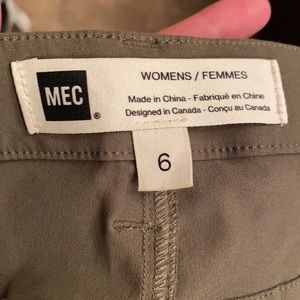 MEC ®
WOMENS / FEMMES
Made in China - Fabriqué en Chine
Designed in Canada - Conçu au Canada
6